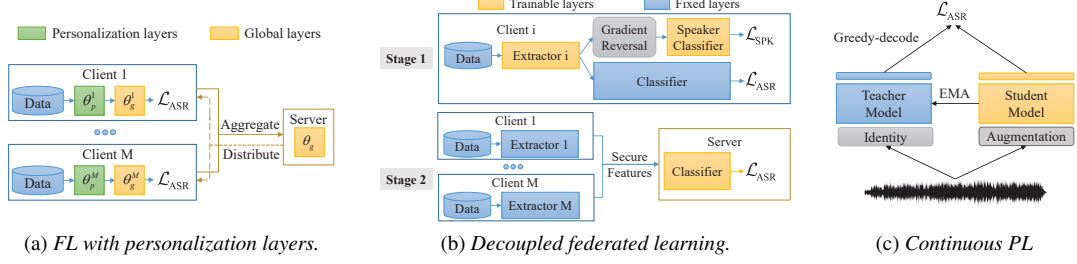 Personalization layers
Global layers
Client 1
Data
θ_p^1
θ_g^1
ℒ_ASR
Client M
Data
θ_p^M
θ_g^M
ℒ_ASR
Aggregate
Distribute
Server
θ_g
(a) FL with personalization layers.
Trainable layers
Fixed layers
Stage 1
Client i
Data
Extractor i
Gradient
Reversal
Speaker
Classifier
ℒ_SPK
Classifier
ℒ_ASR
Stage 2
Client 1
Data
Extractor 1
Client M
Data
Extractor M
Secure
Features
Server
Classifier
ℒ_ASR
(b) Decoupled federated learning.
ℒ_ASR
Greedy-decode
Teacher
Model
EMA
Student
Model
Identity
Augmentation
(c) Continuous PL